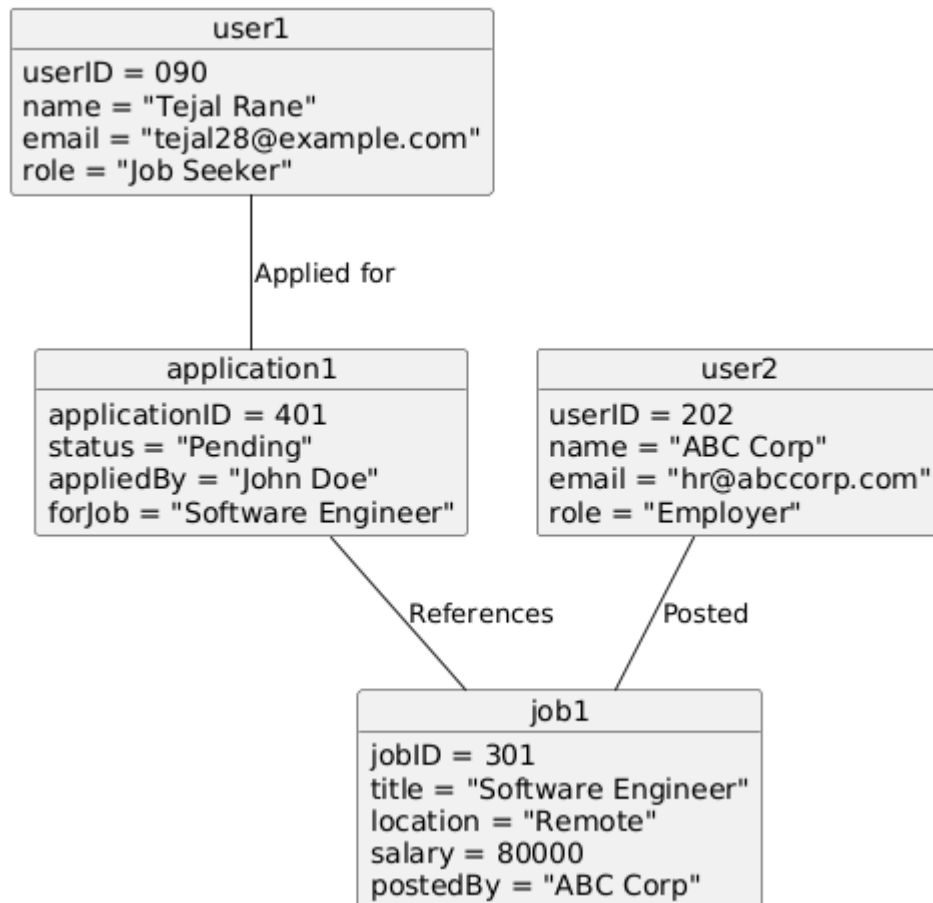 user1
userID = 090
name = "Tejal Rane"
email = "tejal28@example.com"
role = "Job Seeker"
Applied for
application1
applicationID = 401
status = "Pending"
appliedBy = "John Doe"
forJob = "Software Engineer"
user2
userID = 202
name = "ABC Corp"
email = "hr@abccorp.com"
role = "Employer"
References
Posted
job1
jobID = 301
title = "Software Engineer"
location = "Remote"
salary = 80000
postedBy = "ABC Corp"